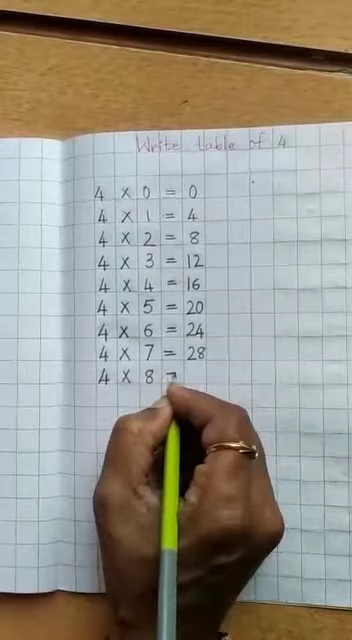 Write table of 4
4 X 0 = 0
4 X 1 = 4
4 X 2 = 8
4 X 3 = 12
4 X 4 = 16
4 X 5 = 20
4 X 6 = 24
4 X 7 = 28
4 X 8 =